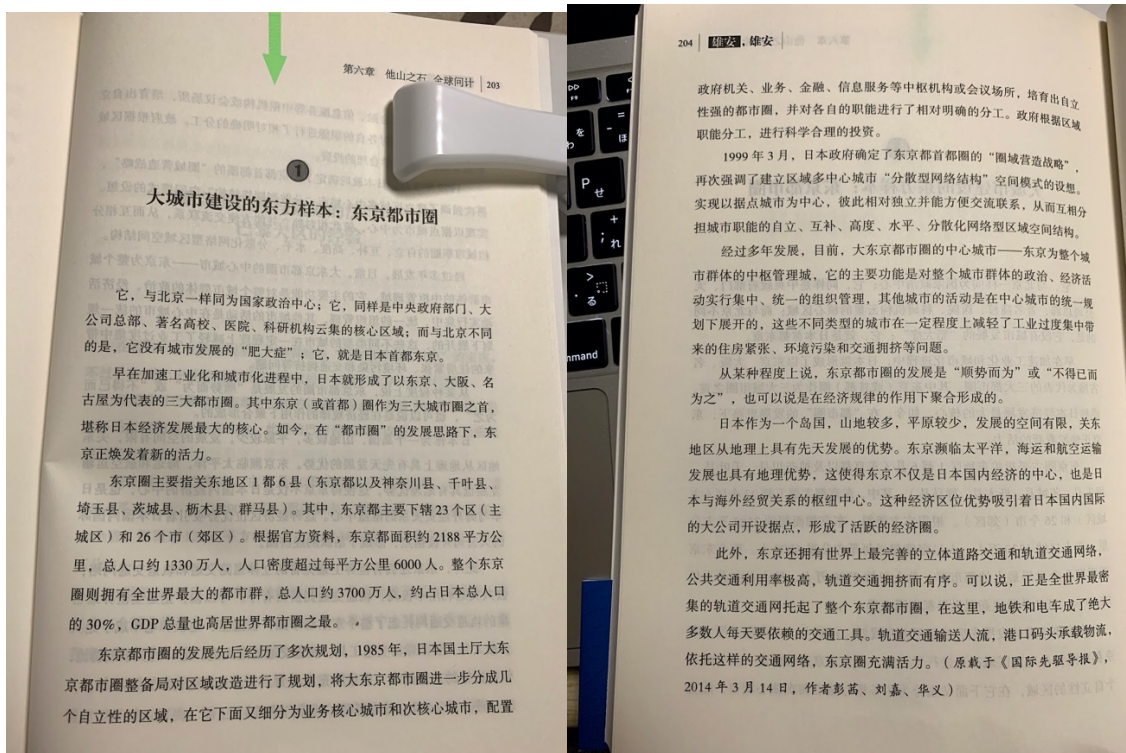 第六章 他山之石 全球问计 | 203
1
大城市建设的东方样本：东京都市圈
它，与北京一样同为国家政治中心；它，同样是中央政府部门、大
公司总部、著名高校、医院、科研机构云集的核心区域；而与北京不同
的是，它没有城市发展的“肥大症”；它，就是日本首都东京。
早在加速工业化和城市化进程中，日本就形成了以东京、大阪、名
古屋为代表的三大都市圈。其中东京（或首都）圈作为三大城市圈之首，
堪称日本经济发展最大的核心。如今，在“都市圈”的发展思路下，东
京正焕发着新的活力。
东京圈主要指关东地区1都6县（东京都以及神奈川县、千叶县、
埼玉县、茨城县、枥木县、群马县）。其中，东京都主要下辖23个区（主
城区）和26个市（郊区）。根据官方资料，东京都面积约2188平方公
里，总人口约1330万人，人口密度超过每平方公里6000人。整个东京
圈则拥有全世界最大的都市群，总人口约3700万人，约占日本总人口
的30%，GDP总量也高居世界都市圈之最。
东京都市圈的发展先后经历了多次规划，1985年，日本国土厅大东
京都市圈整备局对区域改造进行了规划，将大东京都市圈进一步分成几
个自立性的区域，在它下面又细分为业务核心城市和次核心城市，配置
204 | 雄安，雄安
政府机关、业务、金融、信息服务等中枢机构或会议场所，培育出自立
性强的都市圈，并对各自的职能进行了相对明确的分工。政府根据区域
职能分工，进行科学合理的投资。
1999年3月，日本政府确定了东京都首都圈的“圈域营造战略”，
再次强调了建立区域多中心城市“分散型网络结构”空间模式的设想。
实现以据点城市为中心，彼此相对独立并能方便交流联系，从而互相分
担城市职能的自立、互补、高度、水平、分散化网络型区域空间结构。
经过多年发展，目前，大东京都市圈的中心城市——东京为整个城
市群体的中枢管理城，它的主要功能是对整个城市群体的政治、经济活
动实行集中、统一的组织管理，其他城市的活动是在中心城市的统一规
划下展开的，这些不同类型的城市在一定程度上减轻了工业过度集中带
来的住房紧张、环境污染和交通拥挤等问题。
从某种程度上说，东京都市圈的发展是“顺势而为”或“不得已而
为之”，也可以说是在经济规律的作用下聚合形成的。
日本作为一个岛国，山地较多，平原较少，发展的空间有限，关东
地区从地理上具有先天发展的优势。东京濒临太平洋，海运和航空运输
发展也具有地理优势，这使得东京不仅是日本国内经济的中心，也是日
本与海外经贸关系的枢纽中心。这种经济区位优势吸引着日本国内国际
的大公司开设据点，形成了活跃的经济圈。
此外，东京还拥有世界上最完善的立体道路交通和轨道交通网络，
公共交通利用率极高，轨道交通拥挤而有序。可以说，正是全世界最密
集的轨道交通网托起了整个东京都市圈，在这里，地铁和电车成了绝大
多数人每天要依赖的交通工具。轨道交通输送人流，港口码头承载物流，
依托这样的交通网络，东京圈充满活力。（原载于《国际先驱导报》，
2014年3月14日，作者彭茜、刘嘉、华义）
を
ほ
P
せ
れ
る
mmand